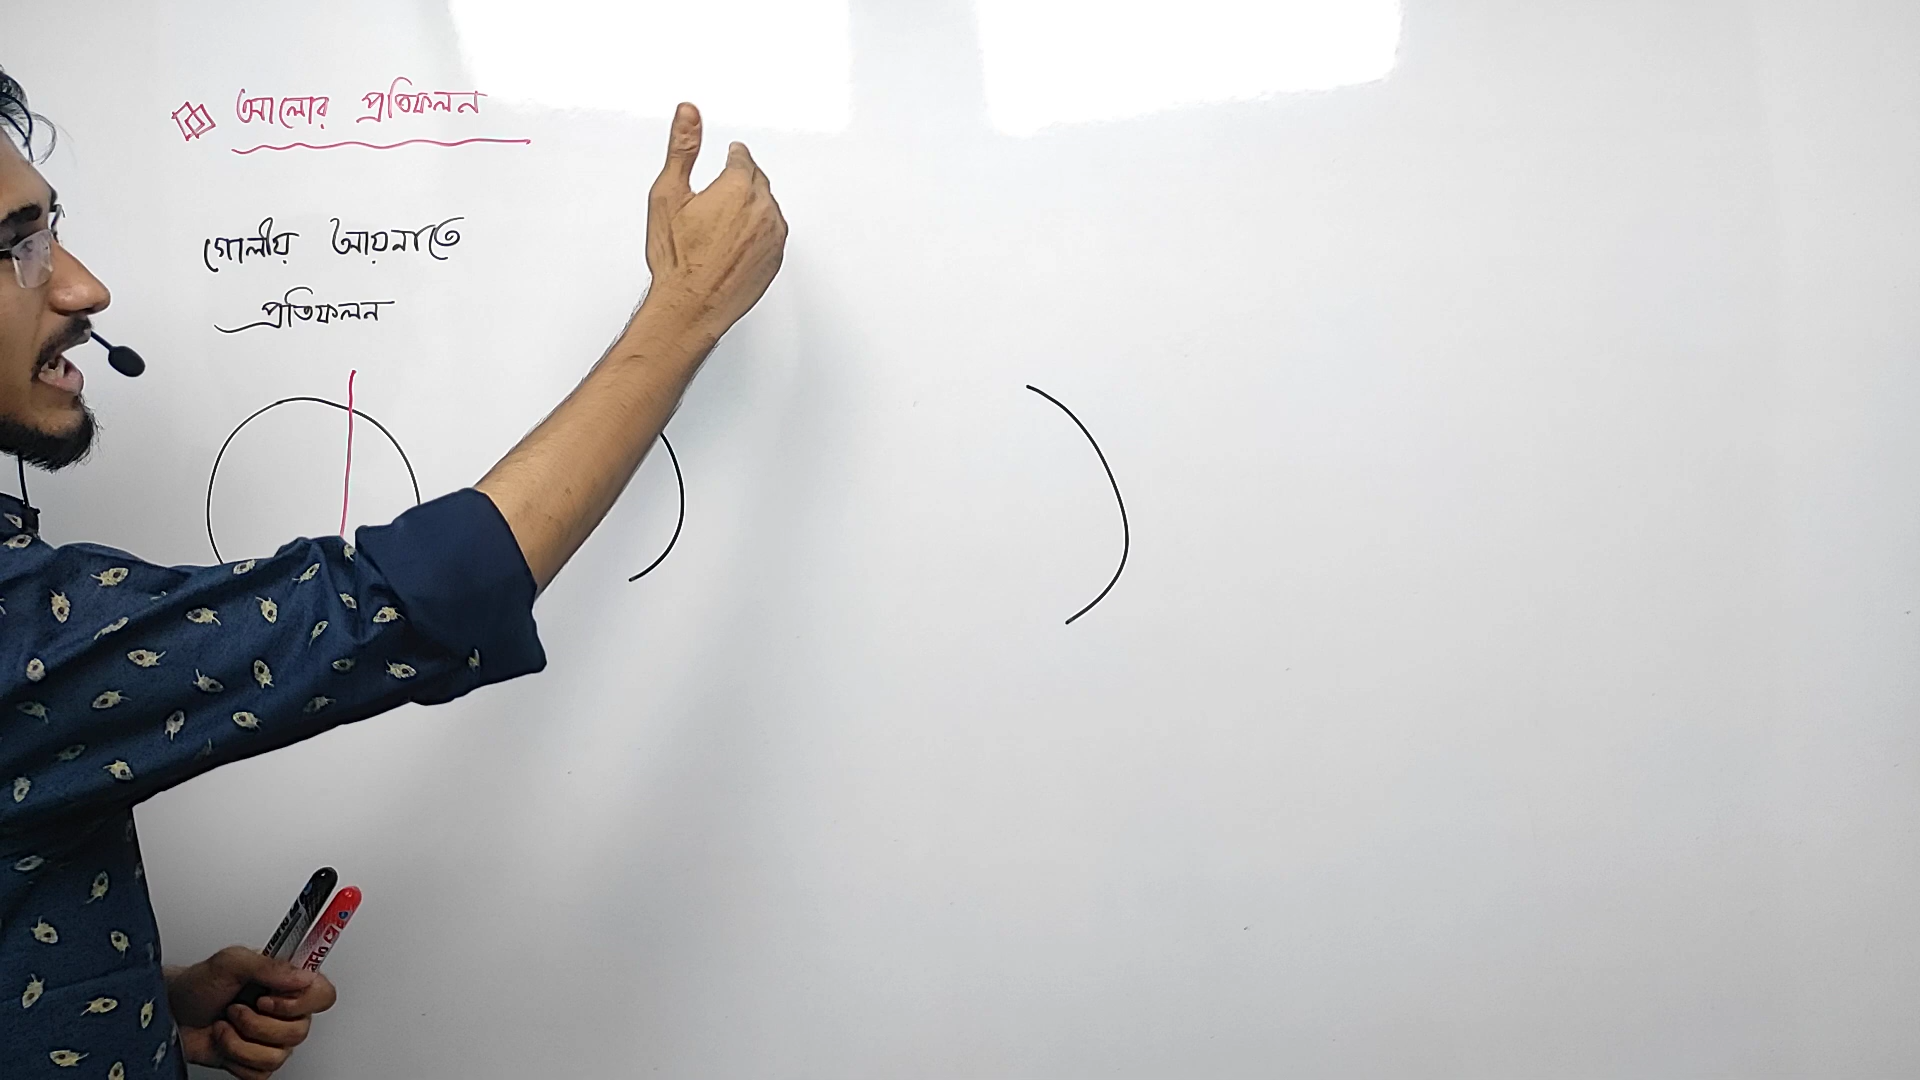 আলোর প্রতিফলন
গোলীয় আয়নাতে
প্রতিফলন